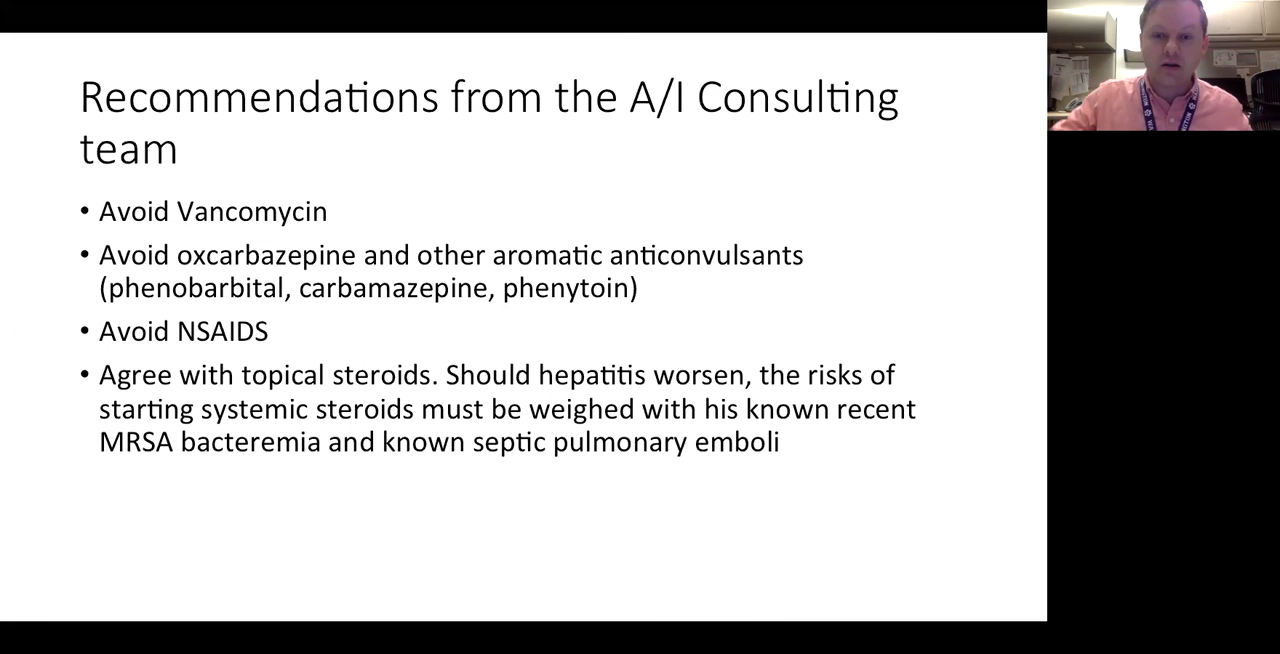 Recommendations from the A/I Consulting
team
• Avoid Vancomycin
• Avoid oxcarbazepine and other aromatic anticonvulsants
(phenobarbital, carbamazepine, phenytoin)
• Avoid NSAIDS
• Agree with topical steroids. Should hepatitis worsen, the risks of
starting systemic steroids must be weighed with his known recent
MRSA bacteremia and known septic pulmonary emboli